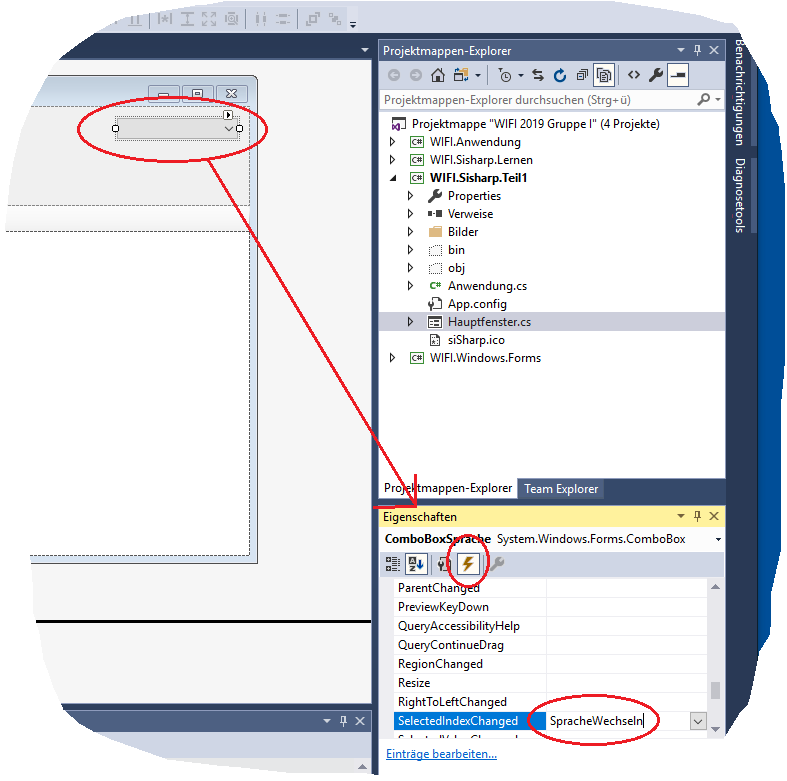 Projektmappen-Explorer
Projektmappen-Explorer durchsuchen (Strg+ü)
Projektmappe "WIFI 2019 Gruppe I" (4 Projekte)
C# WIFI.Anwendung
C# WIFI.Sisharp.Lernen
C# WIFI.Sisharp.Teil1
Properties
Verweise
Bilder
bin
obj
C# Anwendung.cs
App.config
Hauptfenster.cs
siSharp.ico
C# WIFI.Windows.Forms
Projektmappen-Explorer
Team Explorer
Eigenschaften
ComboBoxSprache System.Windows.Forms.ComboBox
ParentChanged
PreviewKeyDown
QueryAccessibilityHelp
QueryContinueDrag
RegionChanged
Resize
RightToLeftChanged
SelectedIndexChanged SpracheWechseln
Einträge bearbeiten...
Benachrichtigungen
Diagnosetools